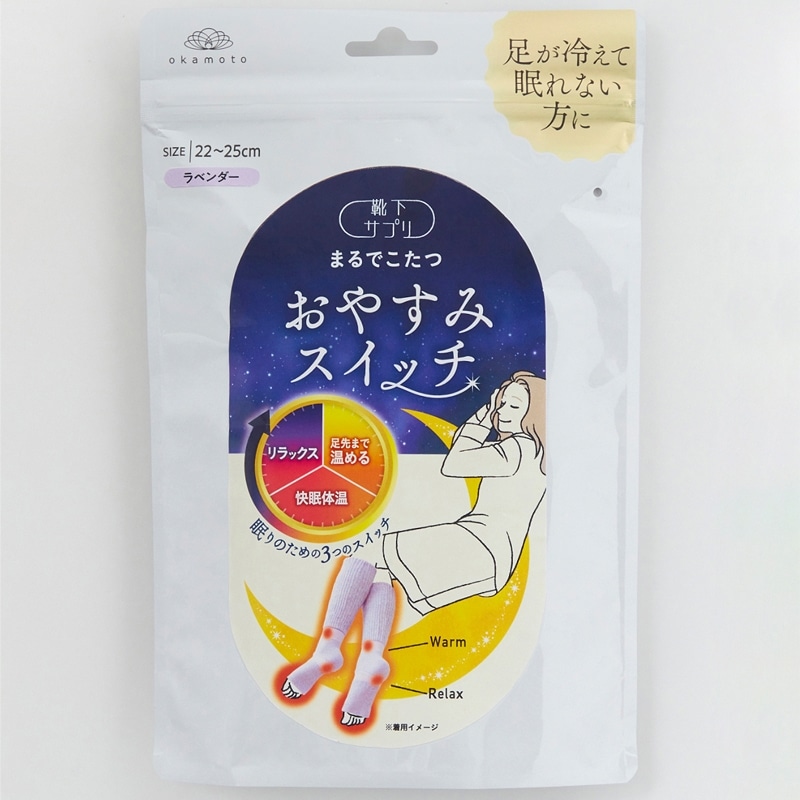 okamoto
足が冷えて
眠れない
方に
SIZE 22〜25cm
ラベンダー
靴下
サプリ
まるでこたつ
おやすみ
スイッチ
リラックス
足先まで
温める
快眠体温
眠りのための3つのスイッチ
Warm
Relax
※着用イメージ